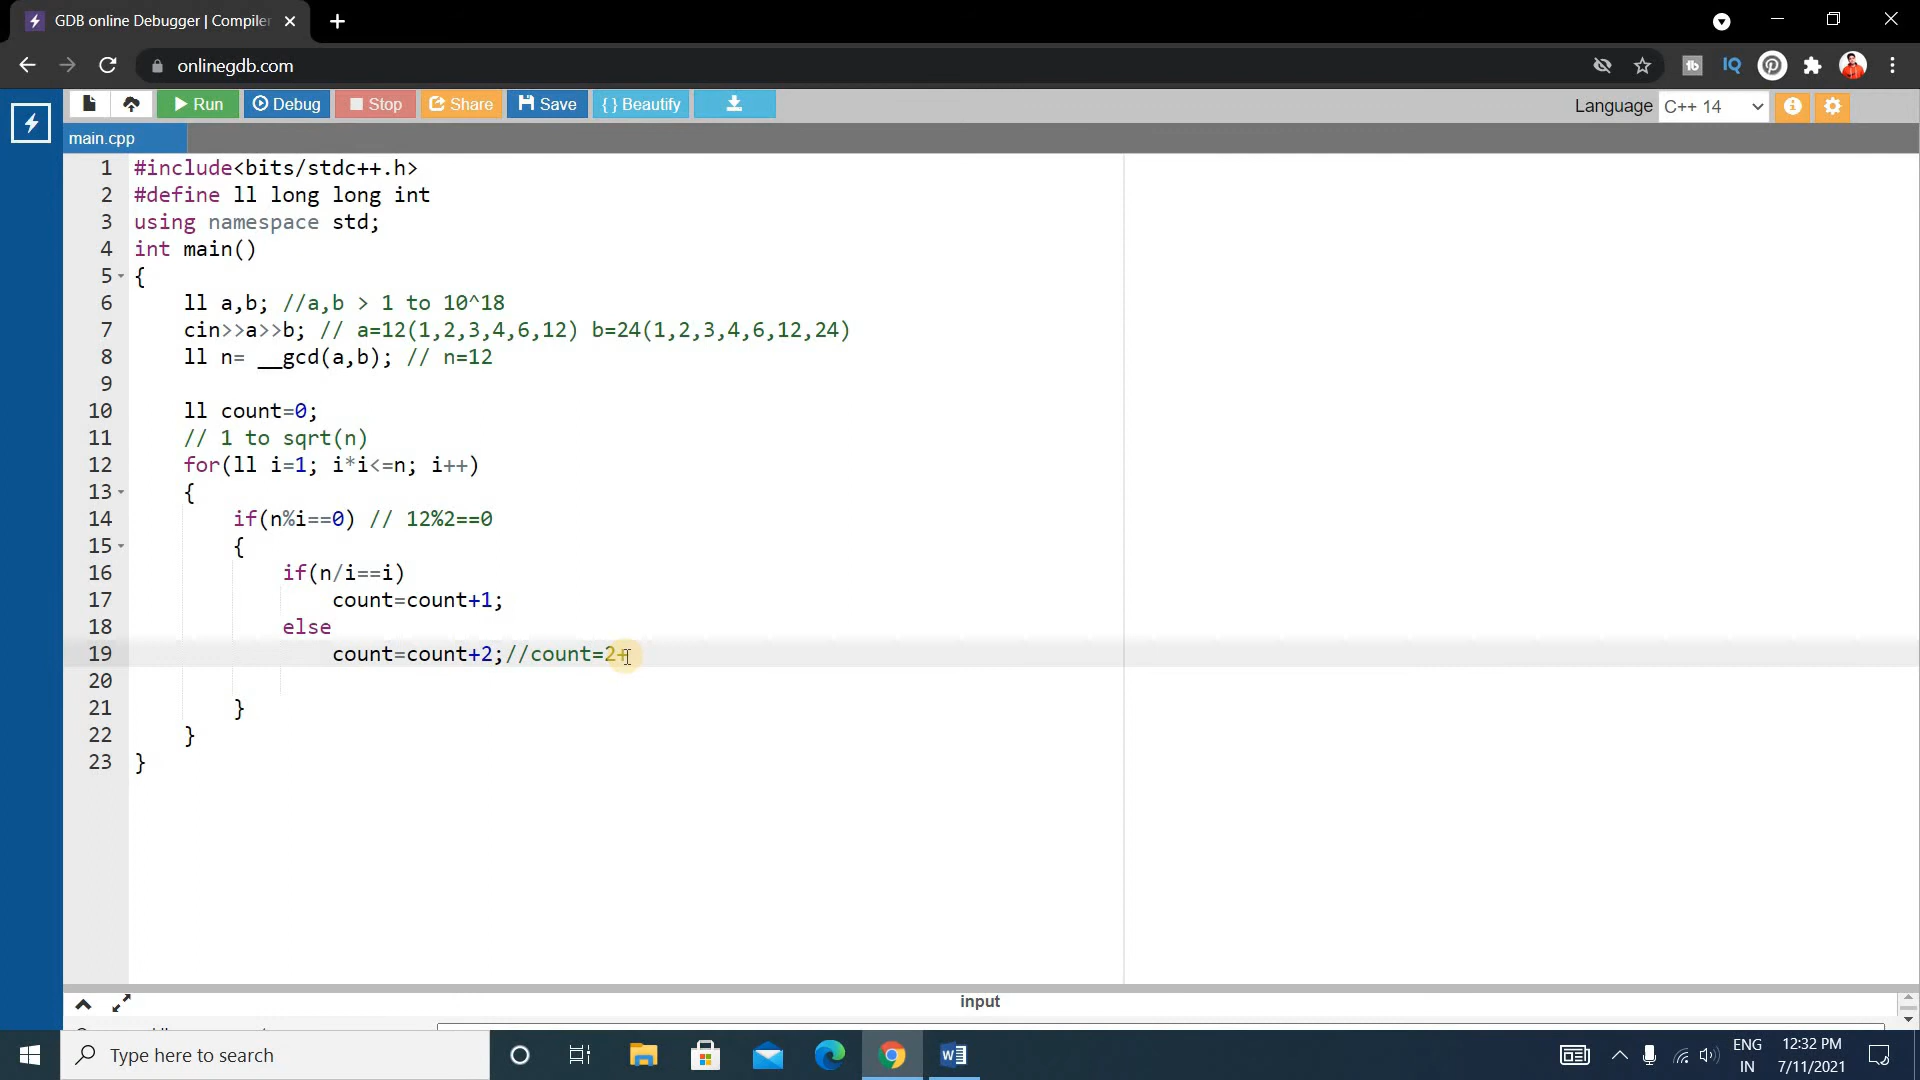 GDB online Debugger | Compiler
onlinegdb.com
Run Debug Stop Share Save { } Beautify
Language C++ 14
main.cpp
1 #include<bits/stdc++.h>
2 #define ll long long int
3 using namespace std;
4 int main()
5 {
6 ll a,b; //a,b > 1 to 10^18
7 cin>>a>>b; // a=12(1,2,3,4,6,12) b=24(1,2,3,4,6,12,24)
8 ll n= __gcd(a,b); // n=12
9
10 ll count=0;
11 // 1 to sqrt(n)
12 for(ll i=1; i*i<=n; i++)
13 {
14 if(n%i==0) // 12%2==0
15 {
16 if(n/i==i)
17 count=count+1;
18 else
19 count=count+2;//count=2+
20
21 }
22 }
23 }
input
Type here to search
ENG
IN
12:32 PM
7/11/2021